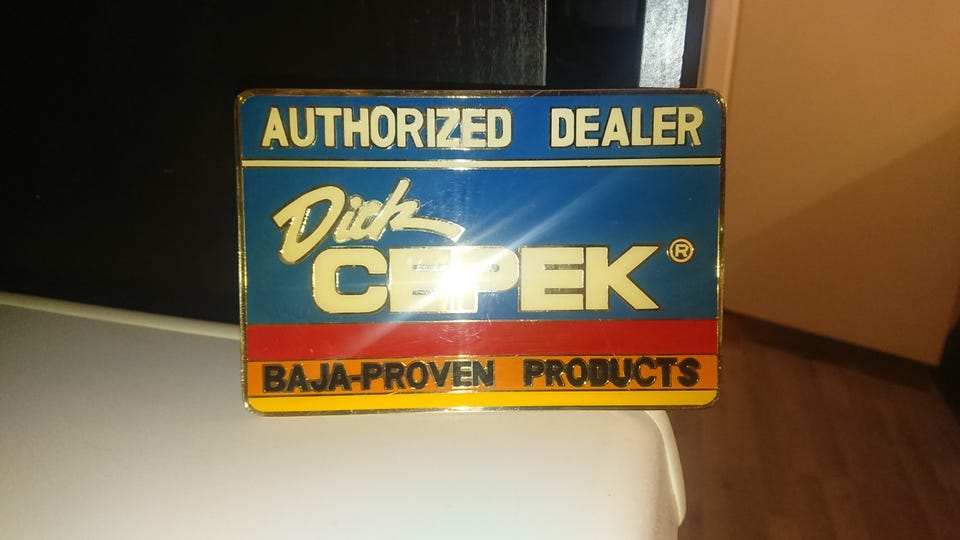 AUTHORIZED DEALER
Dick
CEPEK®
BAJA-PROVEN PRODUCTS